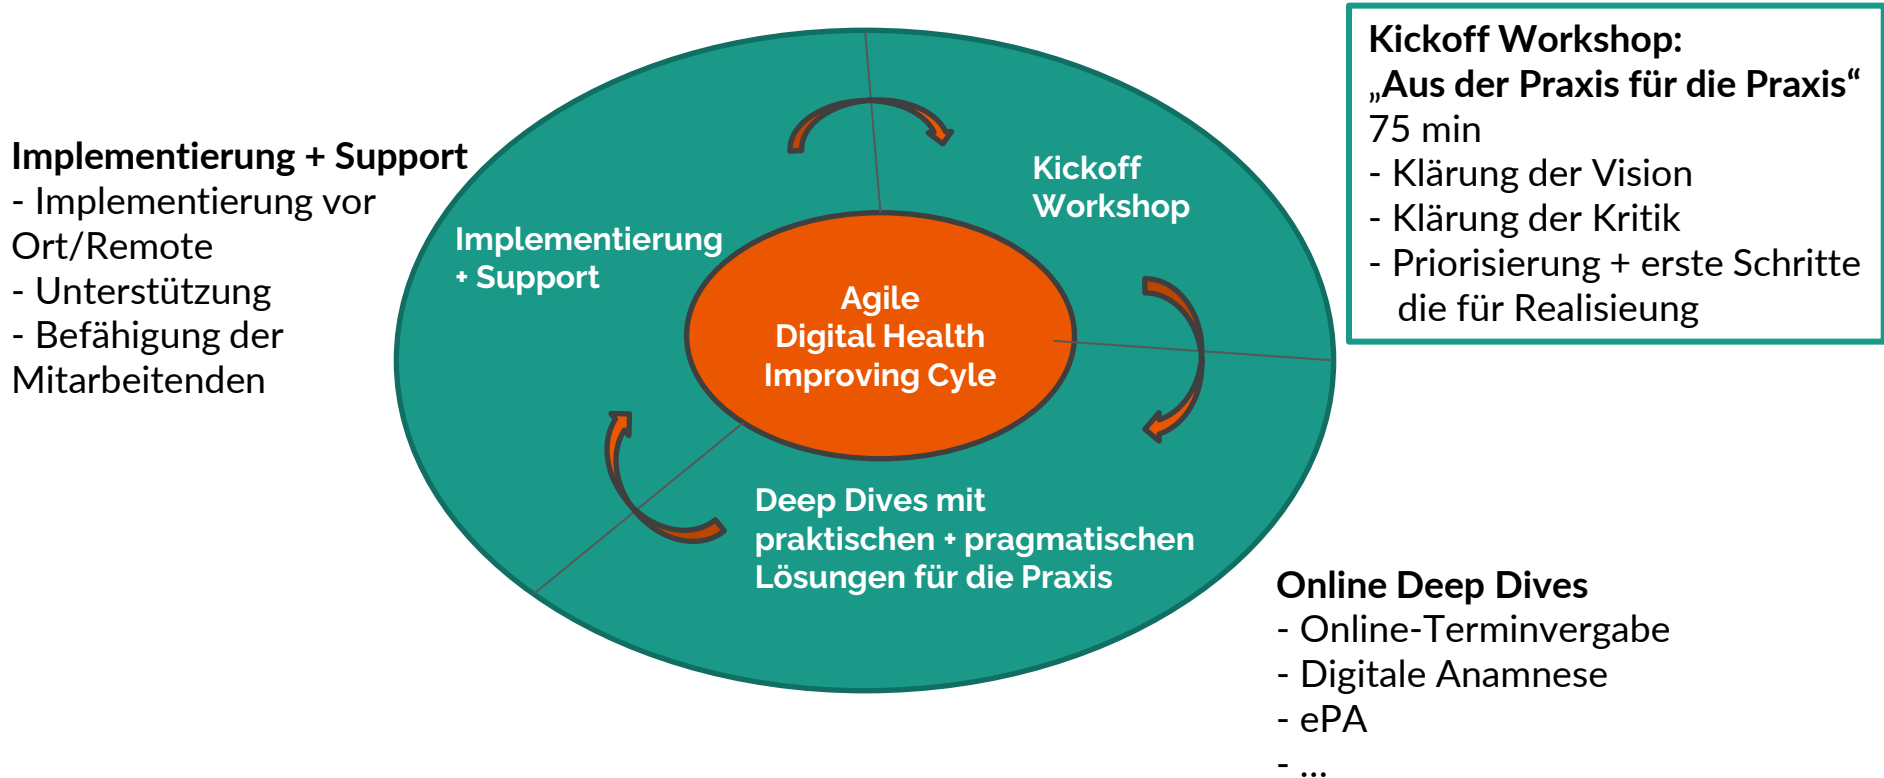 Kickoff Workshop:
„Aus der Praxis für die Praxis“
75 min
- Klärung der Vision
- Klärung der Kritik
- Priorisierung + erste Schritte
die für Realisieung
Implementierung + Support
- Implementierung vor
Ort/Remote
- Unterstützung
- Befähigung der
Mitarbeitenden
Kickoff
Workshop
Implementierung
+ Support
Agile
Digital Health
Improving Cyle
Deep Dives mit
praktischen + pragmatischen
Lösungen für die Praxis
Online Deep Dives
- Online-Terminvergabe
- Digitale Anamnese
- ePA
- ...